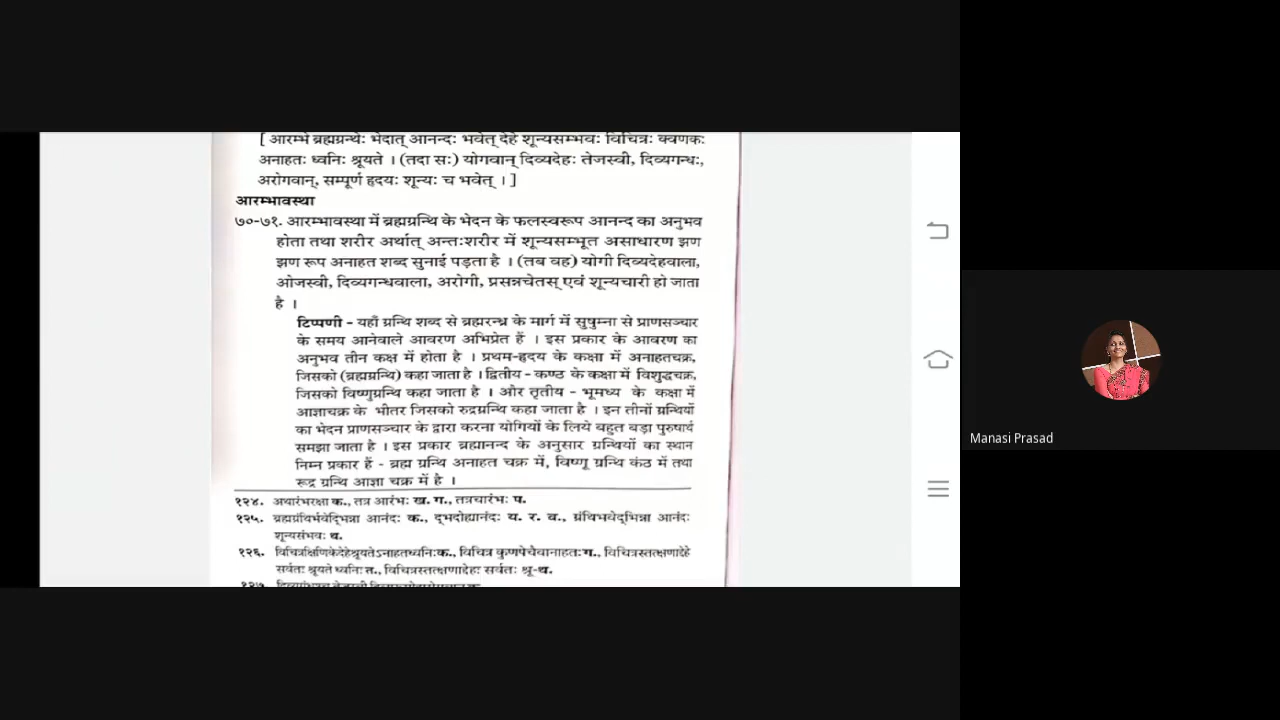 [ आरम्भे ब्रह्मग्रन्थेः भेदात् आनन्दः भवेत् देहे शून्यसम्भवः विचित्रः क्वणकः
अनाहतः ध्वनिः श्रूयते । (तदा सः) योगवान् दिव्यदेहः तेजस्वी, दिव्यगन्धः,
अरोगवान्, सम्पूर्ण हृदयः शून्यः च भवेत् । ]
आरम्भावस्था
७०-७१. आरम्भावस्था में ब्रह्मग्रन्थि के भेदन के फलस्वरूप आनन्द का अनुभव
होता तथा शरीर अर्थात् अन्तःशरीर में शून्यसम्भूत असाधारण झण
झण रूप अनाहत शब्द सुनाई पड़ता है । (तब वह) योगी दिव्यदेहवाला,
ओजस्वी, दिव्यगन्धवाला, अरोगी, प्रसन्नचेतस् एवं शून्यचारी हो जाता
है ।
टिप्पणी - यहाँ ग्रन्थि शब्द से ब्रह्मरन्ध्र के मार्ग में सुषुम्ना से प्राणसञ्चार
के समय आनेवाले आवरण अभिप्रेत हैं । इस प्रकार के आवरण का
अनुभव तीन कक्ष में होता है । प्रथम-हृदय के कक्षा में अनाहतचक्र,
जिसको (ब्रह्मग्रन्थि) कहा जाता है । द्वितीय - कण्ठ के कक्षा में विशुद्धचक्र,
जिसको विष्णुग्रन्थि कहा जाता है । और तृतीय - भूमध्य के कक्षा में
आज्ञाचक्र के भीतर जिसको रुद्रग्रन्थि कहा जाता है । इन तीनों ग्रन्थियों
का भेदन प्राणसञ्चार के द्वारा करना योगियों के लिये बहुत बड़ा पुरुषार्थ
समझा जाता है । इस प्रकार ब्रह्मानन्द के अनुसार ग्रन्थियों का स्थान
निम्न प्रकार हैं - ब्रह्म ग्रन्थि अनाहत चक्र में, विष्णू ग्रन्थि कंठ में तथा
रूद्र ग्रन्थि आज्ञा चक्र में है ।
१२४. अथारंभरक्षा क., तत्र आरंभः ख. ग., तत्रचारंभः प.
१२५. ब्रह्मग्रंथिर्भवेद्भिन्ना आनंदः क., द्भदोह्यानंदः य. र. व., ग्रंथिभवेद्भिन्ना आनंदः
शून्यसंभवः थ.
१२६. विचित्रक्षिणिकेदेहेश्रूयतेऽनाहतध्वनिःक., विचित्र कुणपेचैवानाहतः ग., विचित्रस्तत्क्षणाद्देहे
सर्वतः श्रूयते ध्वनिः त., विचित्रस्तत्क्षणाद्देहः सर्वतः श्रू-थ.
१२७.
Manasi Prasad